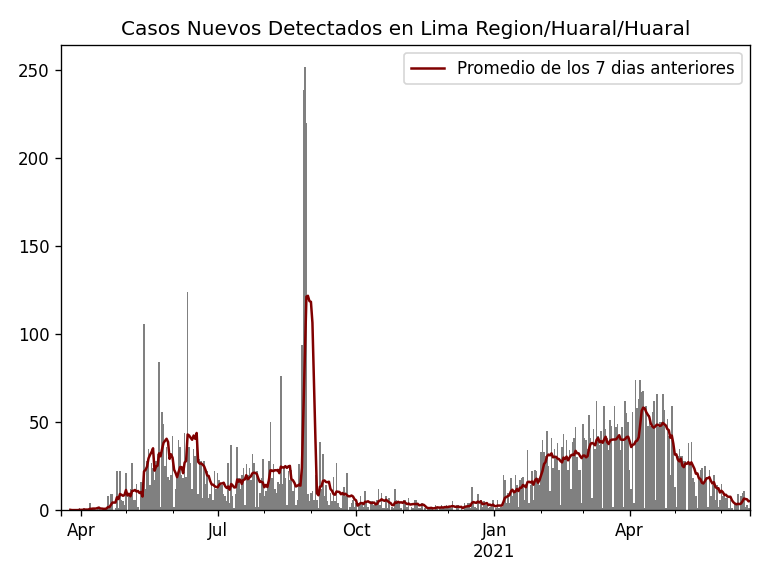 Casos Nuevos Detectados en Lima Region/Huaral/Huaral
Promedio de los 7 dias anteriores
250
200
150
100
50
0
Apr Jul Oct Jan Apr
2021